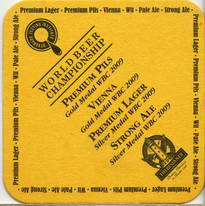 Premium Lager - Premium Pils - Vienna - Wit - Pale Ale - Strong Ale -
WORLD BEER
CHAMPIONSHIP
PREMIUM PILS
Gold Medal WBC 2009
VIENNA
Gold Medal WBC 2009
PREMIUM LAGER
Silver Medal WBC 2009
STRONG ALE
Silver Medal WBC 2009